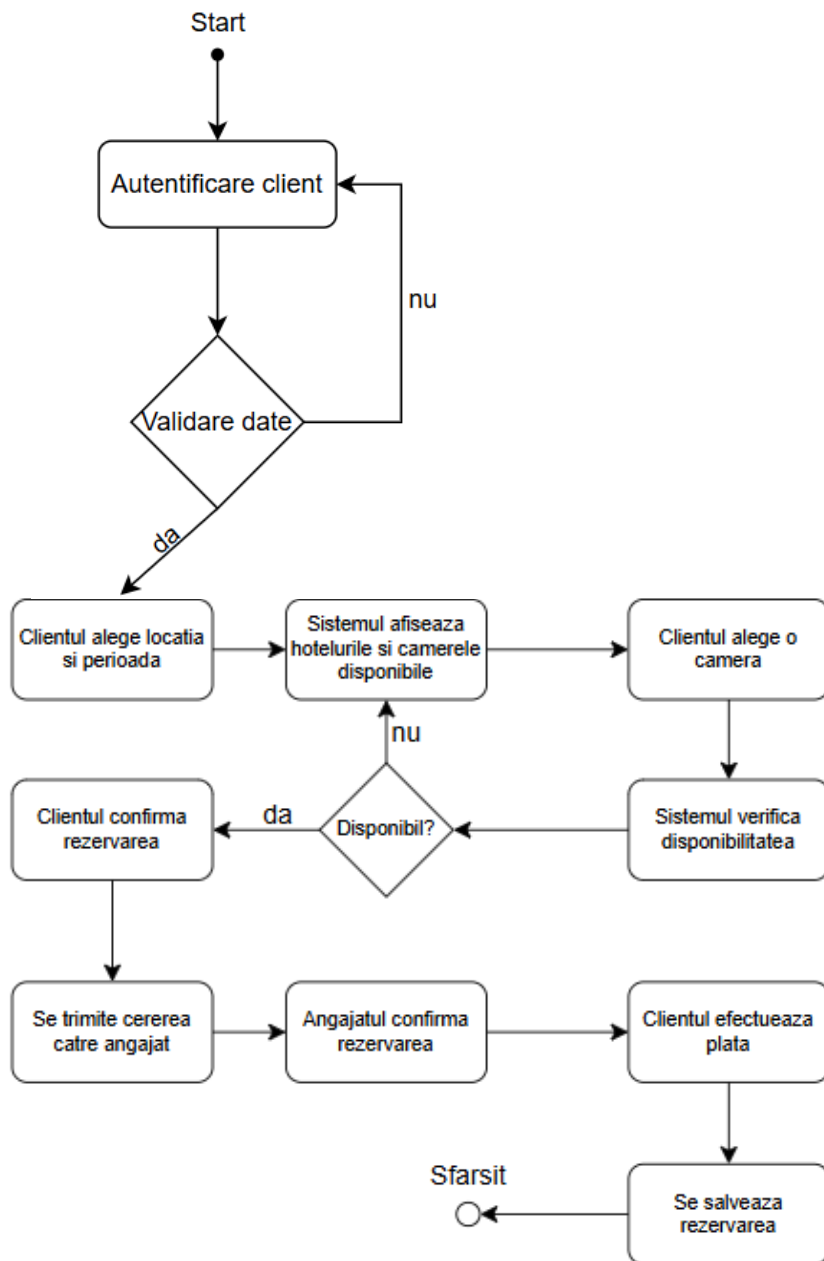 Start
Autentificare client
nu
Validare date
da
Clientul alege locatia
si perioada
Sistemul afiseaza
hotelurile si camerele
disponibile
Clientul alege o
camera
nu
Clientul confirma
rezervarea
da
Disponibil?
Sistemul verifica
disponibilitatea
Se trimite cererea
catre angajat
Angajatul confirma
rezervarea
Clientul efectueaza
plata
Sfarsit
Se salveaza
rezervarea